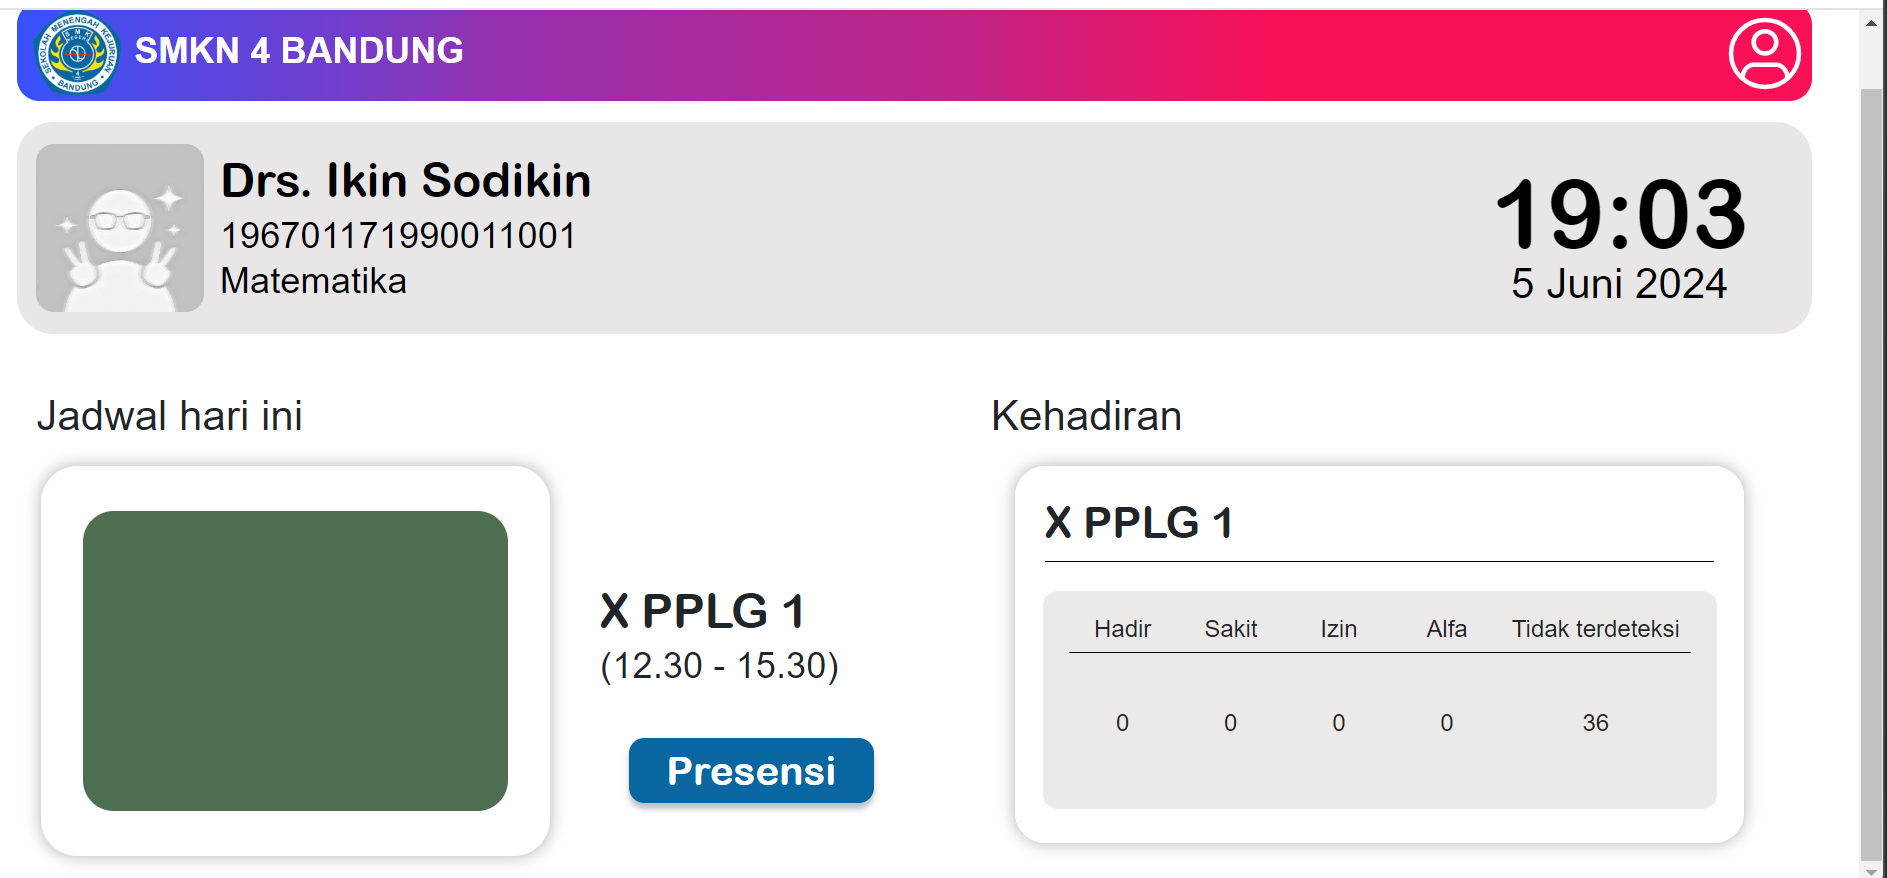 SEKOLAH MENENGAH KEJURUAN
SMK
NEGERI
4
BANDUNG
SMKN 4 BANDUNG
Drs. Ikin Sodikin
196701171990011001
Matematika
19:03
5 Juni 2024
Jadwal hari ini
X PPLG 1
(12.30 - 15.30)
Presensi
Kehadiran
X PPLG 1
Hadir Sakit Izin Alfa Tidak terdeteksi
0 0 0 0 36